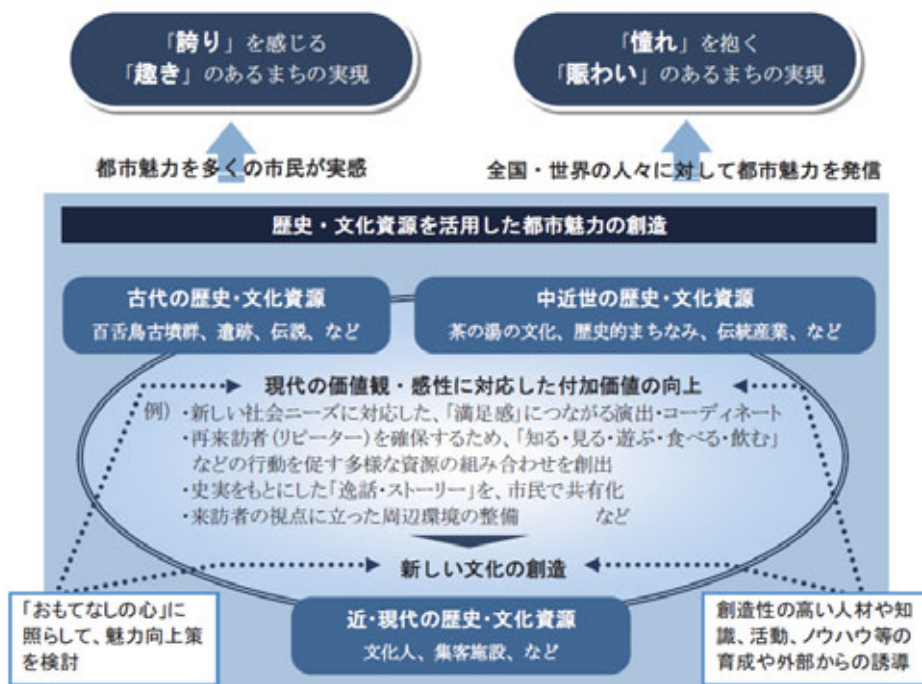 「誇り」を感じる
「趣き」のあるまちの実現
「憧れ」を抱く
「賑わい」のあるまちの実現
都市魅力を多くの市民が実感
全国・世界の人々に対して都市魅力を発信
歴史・文化資源を活用した都市魅力の創造
古代の歴史・文化資源
百舌鳥古墳群、遺跡、伝説、など
中近世の歴史・文化資源
茶の湯の文化、歴史的まちなみ、伝統産業、など
現代の価値観・感性に対応した付加価値の向上
例) ・新しい社会ニーズに対応した、「満足感」につながる演出・コーディネート
・再来訪者(リピーター)を確保するため、「知る・見る・遊ぶ・食べる・飲む」
などの行動を促す多様な資源の組み合わせを創出
・史実をもとにした「逸話・ストーリー」を、市民で共有化
・来訪者の視点に立った周辺環境の整備 など
新しい文化の創造
「おもてなしの心」に
照らして、魅力向上策
を検討
近・現代の歴史・文化資源
文化人、集客施設、など
創造性の高い人材や知
識、活動、ノウハウ等の
育成や外部からの誘導